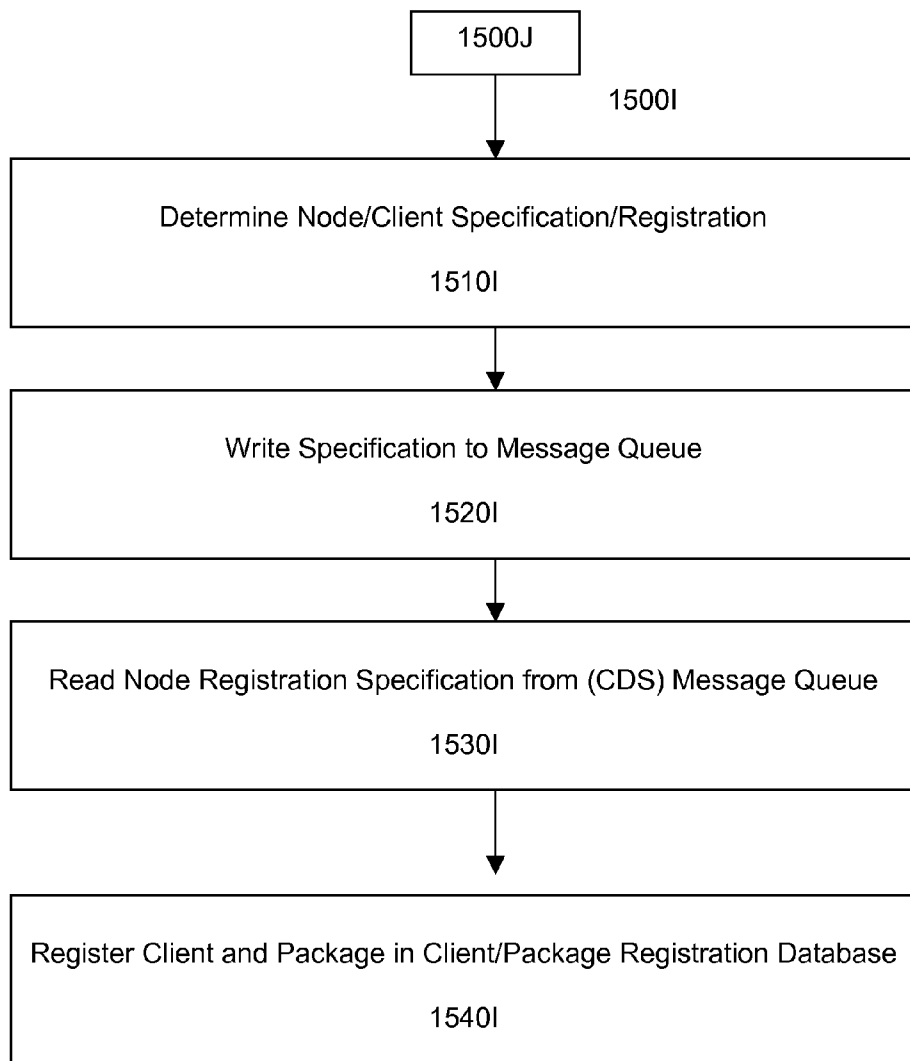 1500J
1500I
Determine Node/Client Specification/Registration
1510I
Write Specification to Message Queue
1520I
Read Node Registration Specification from (CDS) Message Queue
1530I
Register Client and Package in Client/Package Registration Database
1540I